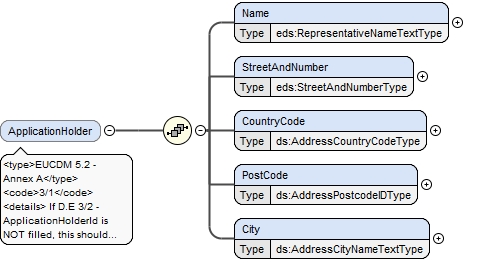 Name
Type eds:RepresentativeNameTextType
StreetAndNumber
Type eds:StreetAndNumberType
ApplicationHolder
<type>EUCDM 5.2 -
Annex A</type>
<code>3/1</code>
<details> If D.E 3/2 -
ApplicationHolderId is
NOT filled, this should...
CountryCode
Type ds:AddressCountryCodeType
PostCode
Type ds:AddressPostcodeIDType
City
Type ds:AddressCityNameTextType